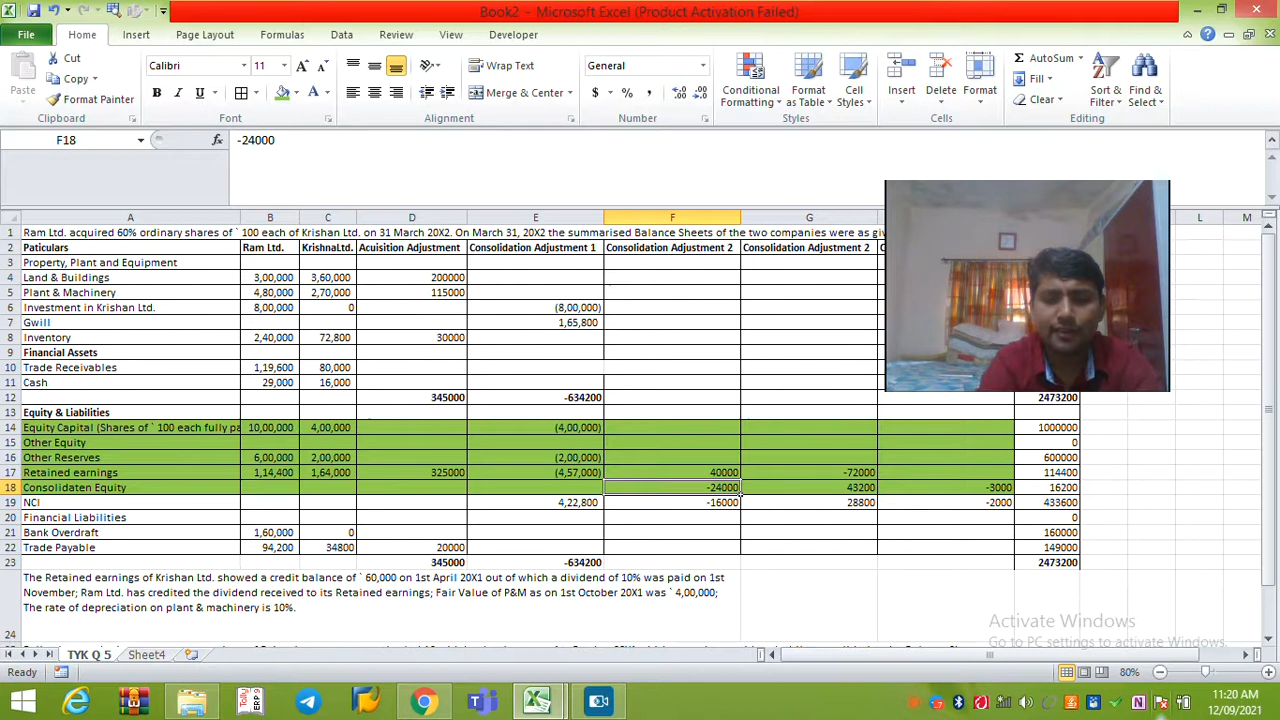 Book2 - Microsoft Excel (Product Activation Failed)
File Home Insert Page Layout Formulas Data Review View Developer
Cut
Copy
Format Painter
Paste
Clipboard
Calibri 11
B I U A
Font
Wrap Text
Merge & Center
Alignment
General
$ % ,
Number
Conditional Formatting
Format as Table
Cell Styles
Styles
Insert Delete Format
Cells
AutoSum
Fill
Clear
Sort & Filter
Find & Select
Editing
F18 fx -24000
A B C D E F G L M
1 Ram Ltd. acquired 60% ordinary shares of ` 100 each of Krishan Ltd. on 31 March 20X2. On March 31, 20X2 the summarised Balance Sheets of the two companies were as giv
2 Paticulars Ram Ltd. KrishnaLtd. Acuisition Adjustment Consolidation Adjustment 1 Consolidation Adjustment 2 Consolidation Adjustment 2
3 Property, Plant and Equipment
4 Land & Buildings 3,00,000 3,60,000 200000
5 Plant & Machinery 4,80,000 2,70,000 115000
6 Investment in Krishan Ltd. 8,00,000 0 (8,00,000)
7 Gwill 1,65,800
8 Inventory 2,40,000 72,800 30000
9 Financial Assets
10 Trade Receivables 1,19,600 80,000
11 Cash 29,000 16,000
12 345000 -634200 2473200
13 Equity & Liabilities
14 Equity Capital (Shares of ` 100 each fully pa 10,00,000 4,00,000 (4,00,000) 1000000
15 Other Equity 0
16 Other Reserves 6,00,000 2,00,000 (2,00,000) 600000
17 Retained earnings 1,14,400 1,64,000 325000 (4,57,000) 40000 -72000 114400
18 Consolidaten Equity -24000 43200 -3000 16200
19 NCI 4,22,800 -16000 28800 -2000 433600
20 Financial Liabilities 0
21 Bank Overdraft 1,60,000 0 160000
22 Trade Payable 94,200 34800 20000 149000
23 345000 -634200 2473200
The Retained earnings of Krishan Ltd. showed a credit balance of ` 60,000 on 1st April 20X1 out of which a dividend of 10% was paid on 1st
November; Ram Ltd. has credited the dividend received to its Retained earnings; Fair Value of P&M as on 1st October 20X1 was ` 4,00,000;
The rate of depreciation on plant & machinery is 10%.
24
Activate Windows
Go to PC settings to activate Windows.
TYK Q 5 Sheet4
Ready 80%
11:20 AM
12/09/2021